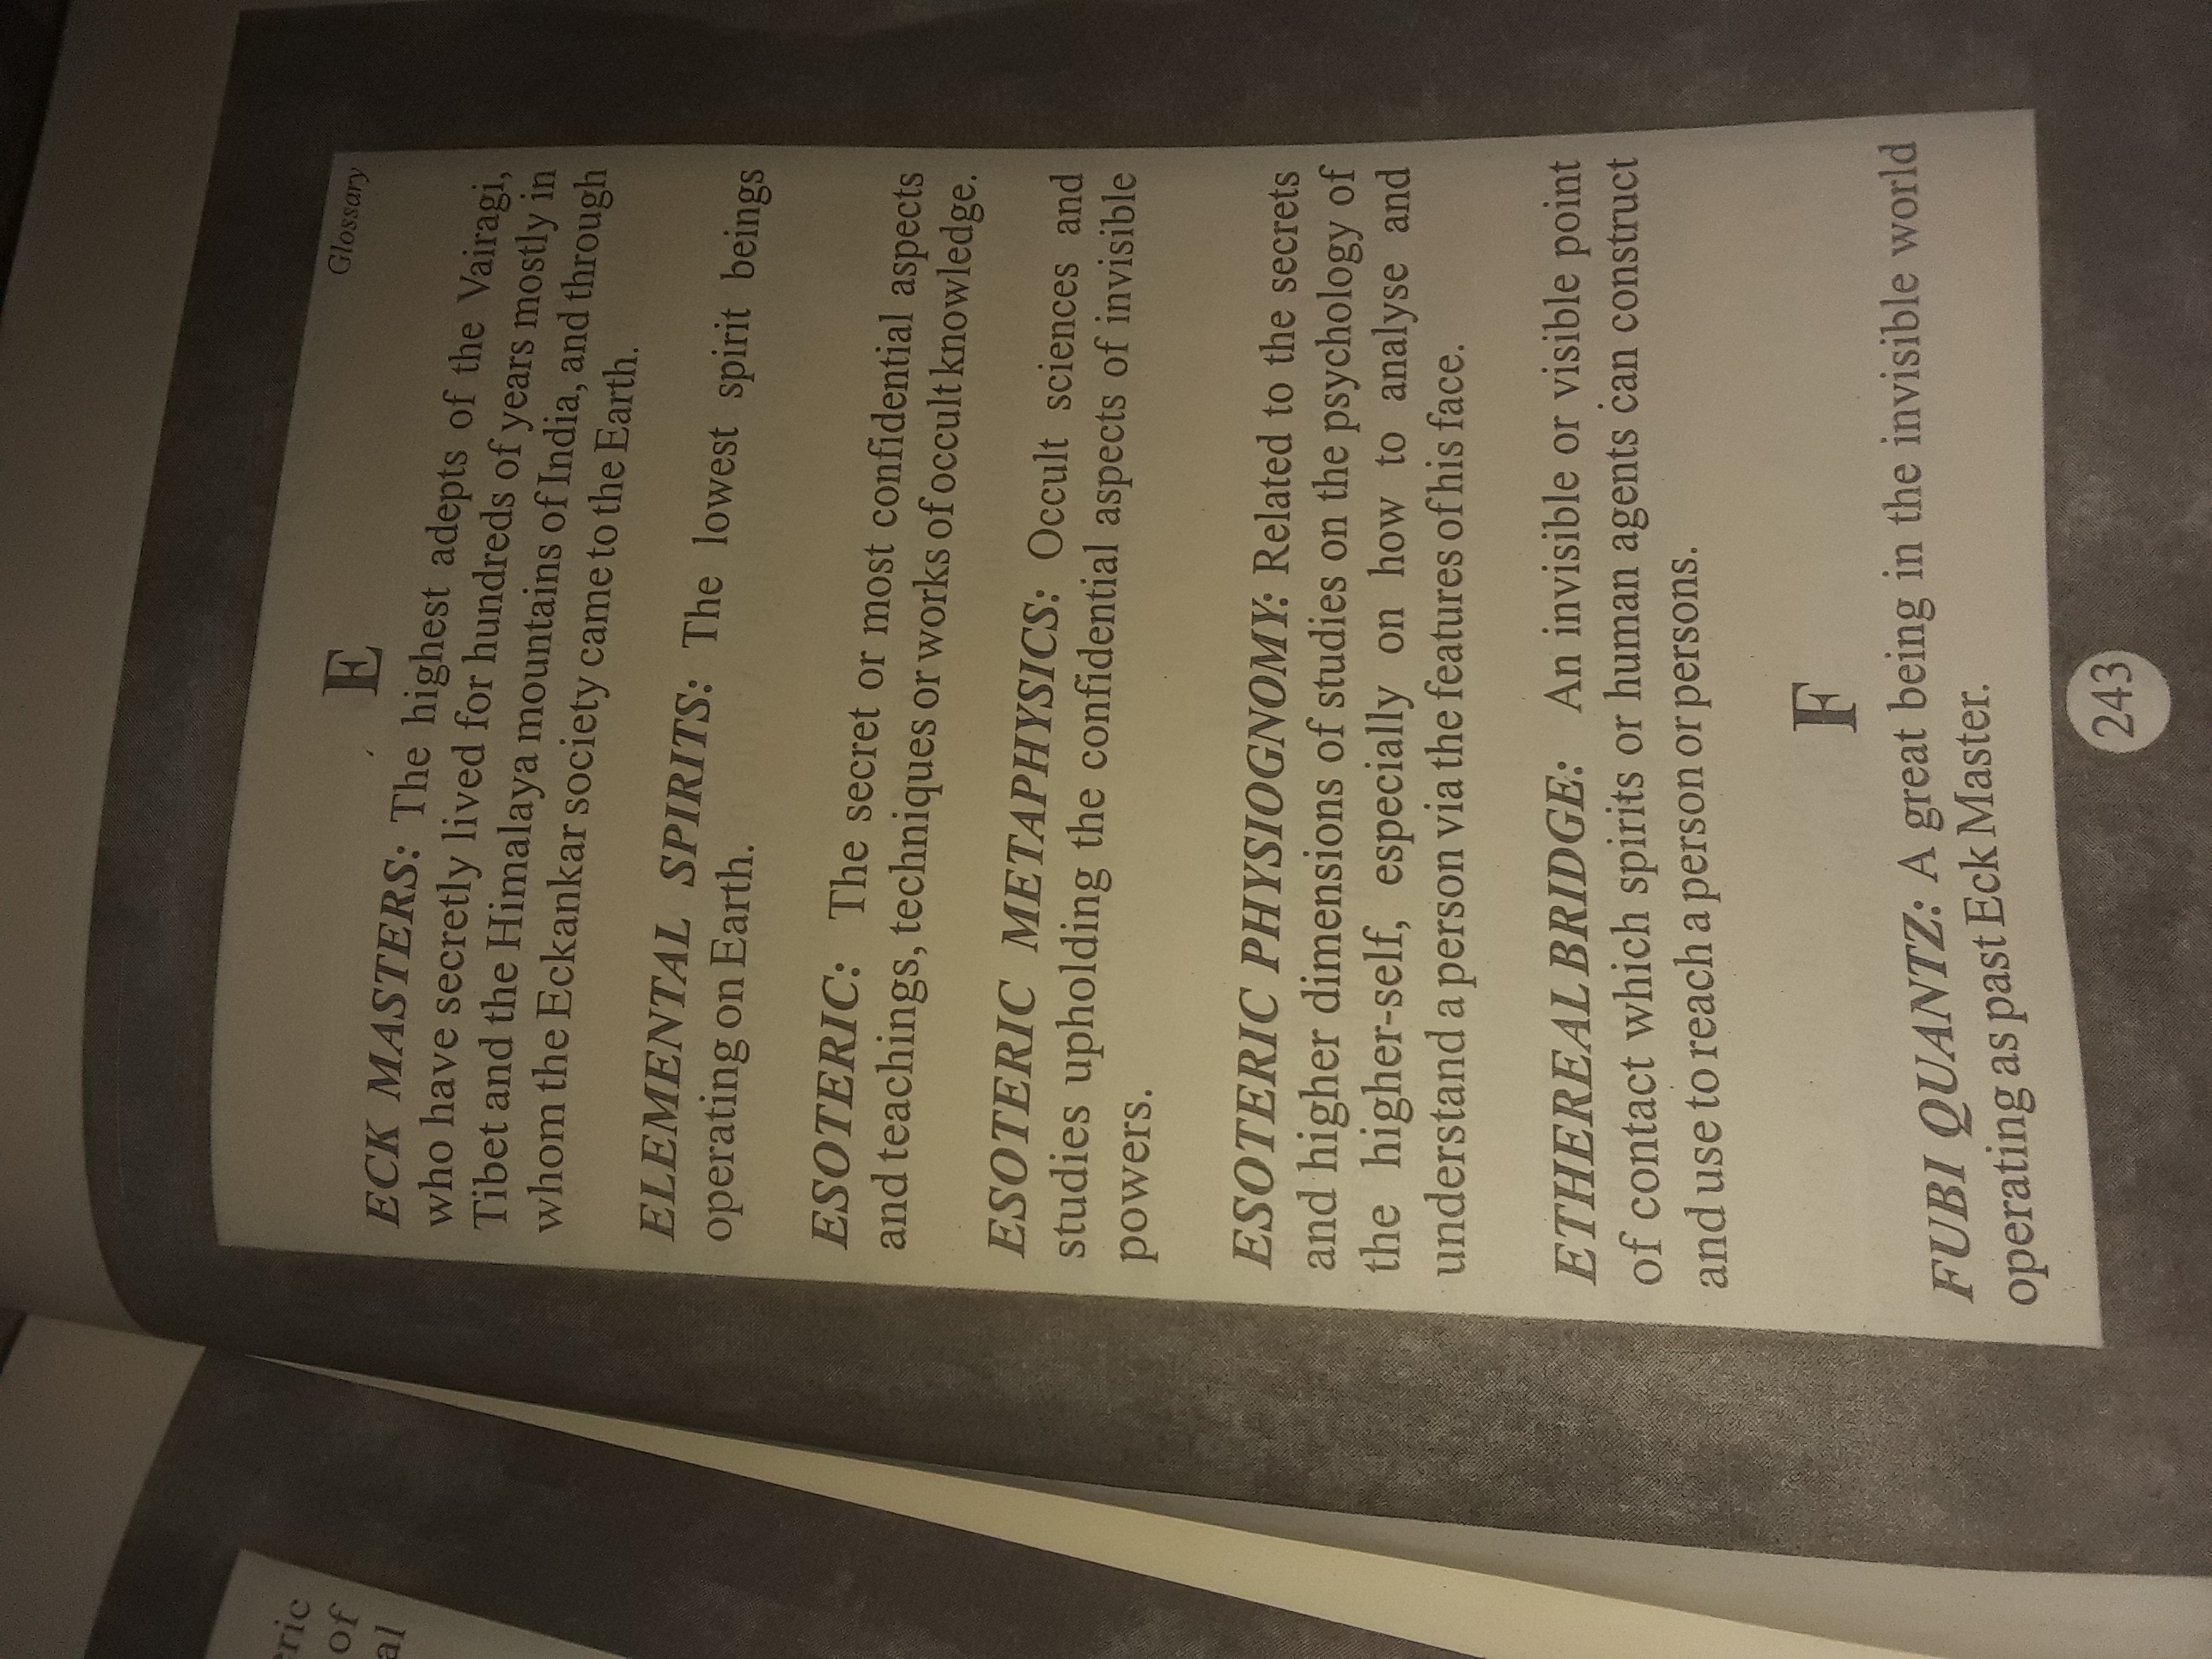 eric
of
al
Glossary
E
ECK MASTERS: The highest adepts of the Vairagi,
who have secretly lived for hundreds of years mostly in
Tibet and the Himalaya mountains of India, and through
whom the Eckankar society came to the Earth.
ELEMENTAL SPIRITS: The lowest spirit beings
operating on Earth.
ESOTERIC: The secret or most confidential aspects
and teachings, techniques or works of occult knowledge.
ESOTERIC METAPHYSICS: Occult sciences and
studies upholding the confidential aspects of invisible
powers.
ESOTERIC PHYSIOGNOMY: Related to the secrets
and higher dimensions of studies on the psychology of
the higher-self, especially on how to analyse and
understand a person via the features of his face.
ETHEREAL BRIDGE: An invisible or visible point
of contact which spirits or human agents can construct
and use to reach a person or persons.
F
FUBI QUANTZ: A great being in the invisible world
operating as past Eck Master.
243